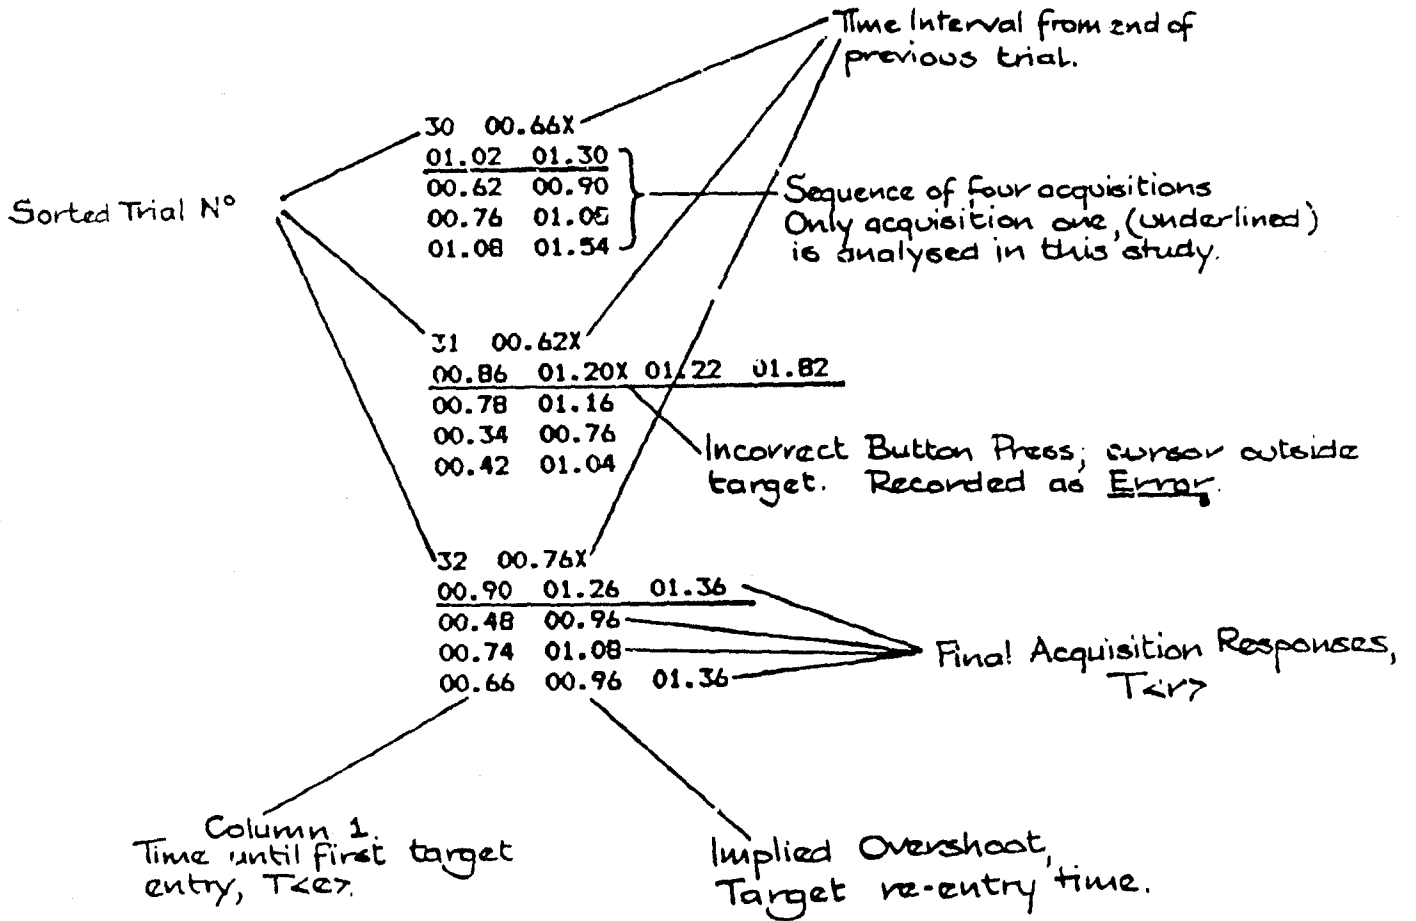 Time Interval from end of
previous trial.
30 00.66X
01.02 01.30
00.62 00.90
00.76 01.08
01.08 01.54
Sorted Trial Nº
Sequence of four acquisitions
Only acquisition one, (underlined)
is analysed in this study.
31 00.62X
00.86 01.20X 01.22 01.82
00.78 01.16
00.34 00.76
00.42 01.04
Incorrect Button Press; cursor outside
target. Recorded as Error.
32 00.76X
00.90 01.26 01.36
00.48 00.96
00.74 01.08
00.66 00.96 01.36
Final Acquisition Responses,
T<r>
Column 1.
Time until first target
entry, T<e>.
Implied Overshoot,
Target re-entry time.